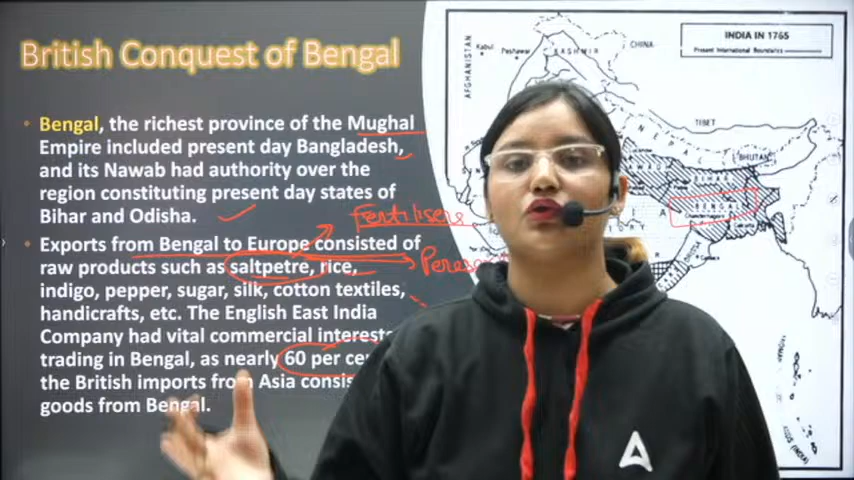 British Conquest of Bengal
• Bengal, the richest province of the Mughal
Empire included present day Bangladesh,
and its Nawab had authority over the
region constituting present day states of
Bihar and Odisha.
Fertilisers
• Exports from Bengal to Europe consisted of
raw products such as saltpetre, rice,
indigo, pepper, sugar, silk, cotton textiles,
handicrafts, etc. The English East India
Company had vital commercial interests
trading in Bengal, as nearly 60 per
the British imports from Asia
goods from Bengal.
INDIA IN 1765
Present International Boundaries
AFGHANISTAN
Kabul
Peshawar
KASHMIR
CHINA
TIBET
NEPAL
BHUTAN
BENGAL
Chandernagore
Calcutta
A